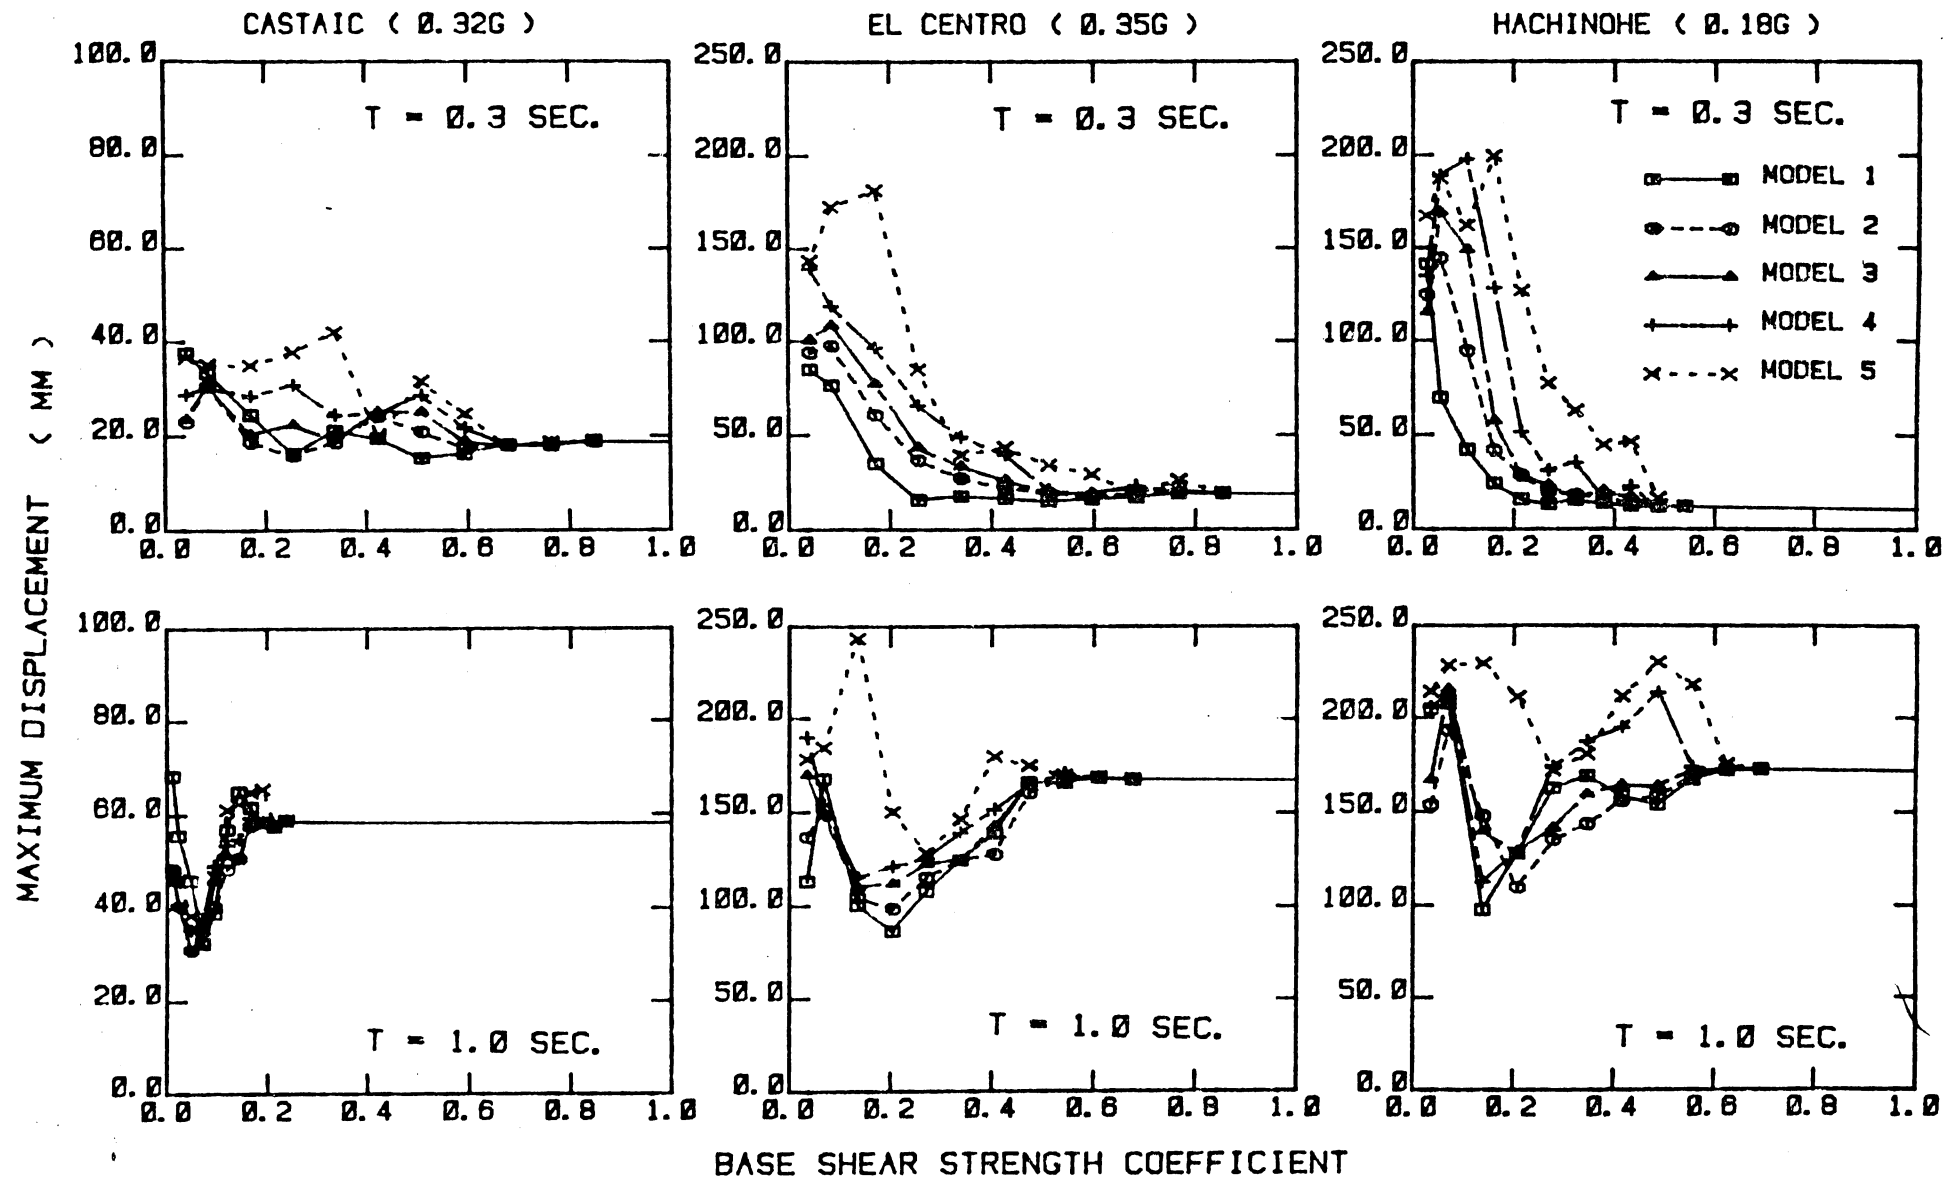 CASTAIC ( 0.32G )
EL CENTRO ( 0.35G )
HACHINOHE ( 0.18G )
100.0
80.0
60.0
40.0
20.0
0.0
0.0 0.2 0.4 0.6 0.8 1.0
T = 0.3 SEC.
250.0
200.0
150.0
100.0
50.0
0.0
0.0 0.2 0.4 0.6 0.8 1.0
T = 0.3 SEC.
250.0
200.0
150.0
100.0
50.0
0.0
0.0 0.2 0.4 0.6 0.8 1.0
T = 0.3 SEC.
MODEL 1
MODEL 2
MODEL 3
MODEL 4
MODEL 5
MAXIMUM DISPLACEMENT ( MM )
100.0
80.0
60.0
40.0
20.0
0.0
0.0 0.2 0.4 0.6 0.8 1.0
T = 1.0 SEC.
250.0
200.0
150.0
100.0
50.0
0.0
0.0 0.2 0.4 0.6 0.8 1.0
T = 1.0 SEC.
250.0
200.0
150.0
100.0
50.0
0.0
0.0 0.2 0.4 0.6 0.8 1.0
T = 1.0 SEC.
BASE SHEAR STRENGTH COEFFICIENT